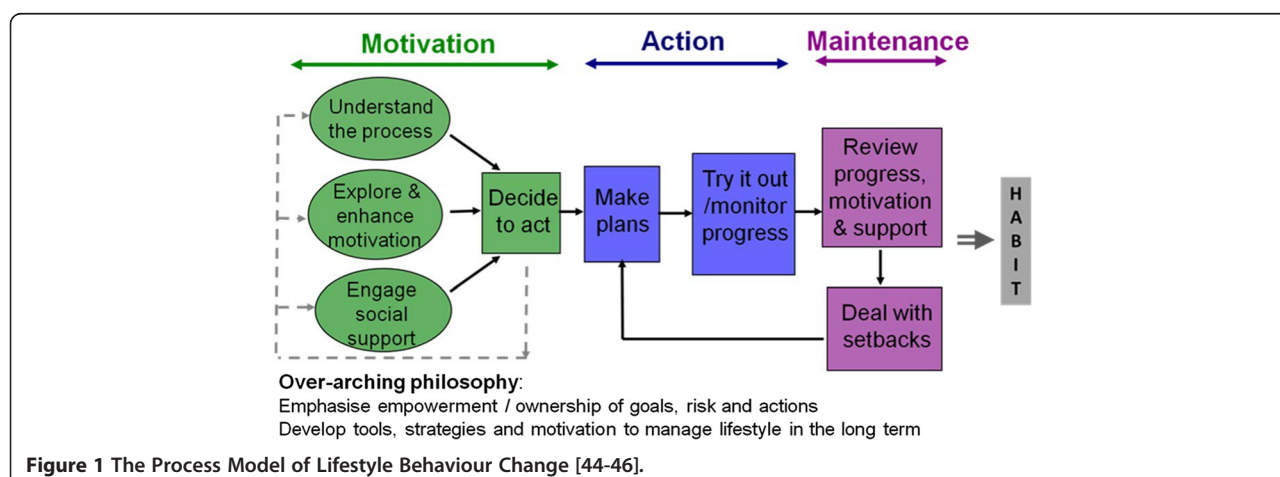 Motivation
Action
Maintenance
Understand
the process
Explore &
enhance
motivation
Engage
social
support
Decide
to act
Make
plans
Try it out
/monitor
progress
Review
progress,
motivation
& support
Deal with
setbacks
H
A
B
I
T
Over-arching philosophy:
Emphasise empowerment / ownership of goals, risk and actions
Develop tools, strategies and motivation to manage lifestyle in the long term
Figure 1 The Process Model of Lifestyle Behaviour Change [44-46].